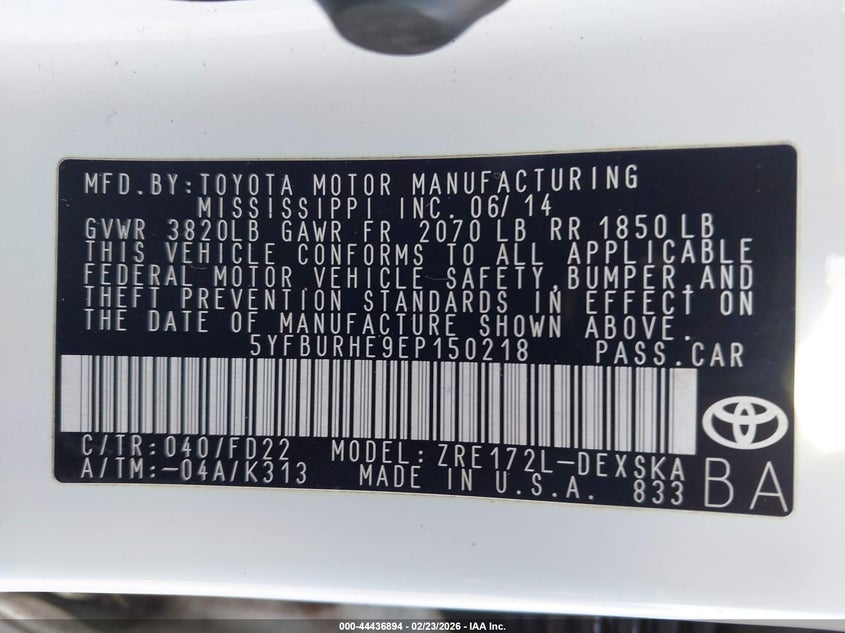 MFD.BY:TOYOTA MOTOR MANUFACTURING
MISSISSIPPI INC. 06/14
GVWR 3820LB GAWR FR 2070 LB RR 1850 LB
THIS VEHICLE CONFORMS TO ALL APPLICABLE
FEDERAL MOTOR VEHICLE SAFETY,BUMPER,AND
THEFT PREVENTION STANDARDS IN EFFECT ON
THE DATE OF MANUFACTURE SHOWN ABOVE.
5YFBURHE9EP150218 PASS.CAR
C/TR:040/FD22 MODEL:ZRE172L-DEXSKA
A/TM:-04A/K313 MADE IN U.S.A. 833
BA
000-44436894 - 02/23/2026 - IAA Inc.